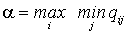 α = max min q_ij
i j